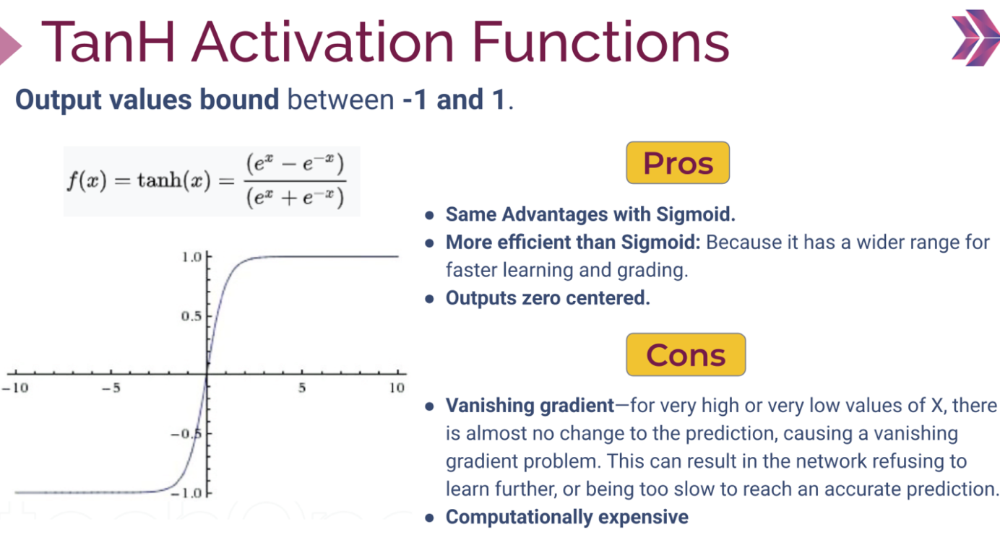 TanH Activation Functions
Output values bound between -1 and 1.
f(x) = tanh(x) = (e^x − e^−x) / (e^x + e^−x)
1.0
0.5
−10
−5
5
10
−0.5
−1.0
Pros
● Same Advantages with Sigmoid.
● More efficient than Sigmoid: Because it has a wider range for
faster learning and grading.
● Outputs zero centered.
Cons
● Vanishing gradient—for very high or very low values of X, there
is almost no change to the prediction, causing a vanishing
gradient problem. This can result in the network refusing to
learn further, or being too slow to reach an accurate prediction.
● Computationally expensive